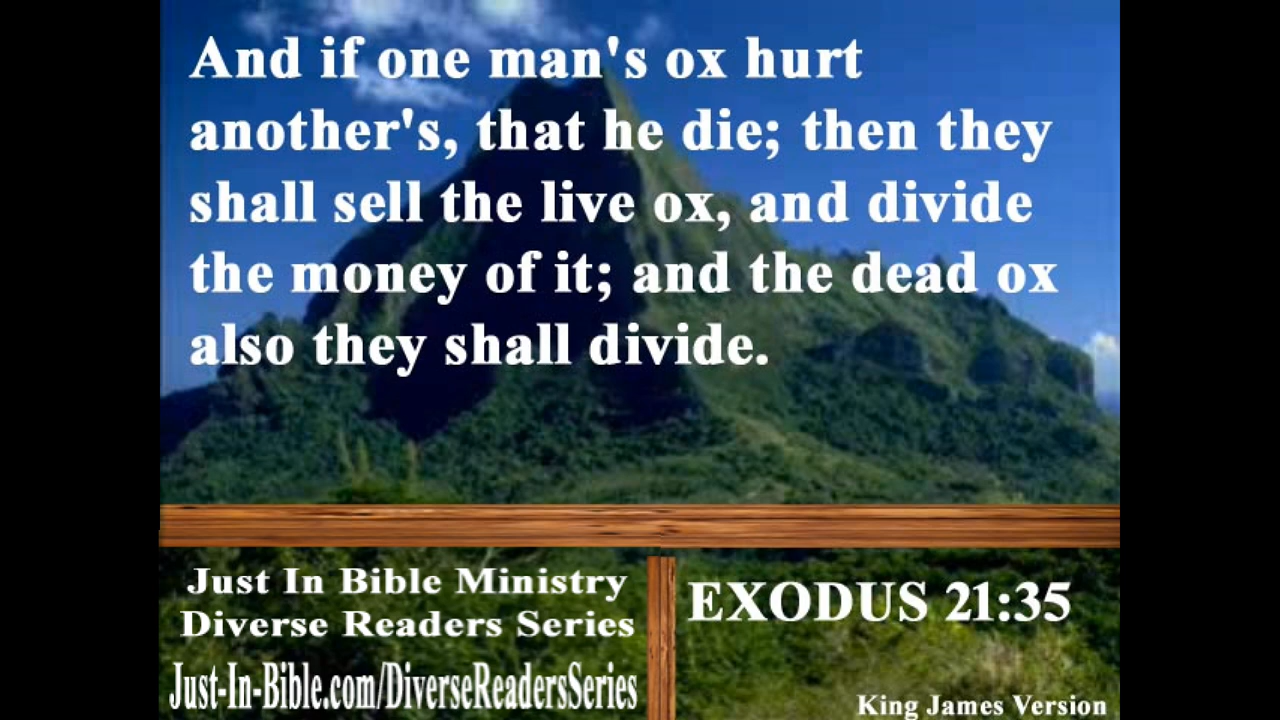 And if one man's ox hurt
another's, that he die; then they
shall sell the live ox, and divide
the money of it; and the dead ox
also they shall divide.
Just In Bible Ministry
Diverse Readers Series
Just-In-Bible.com/DiverseReadersSeries
EXODUS 21:35
King James Version